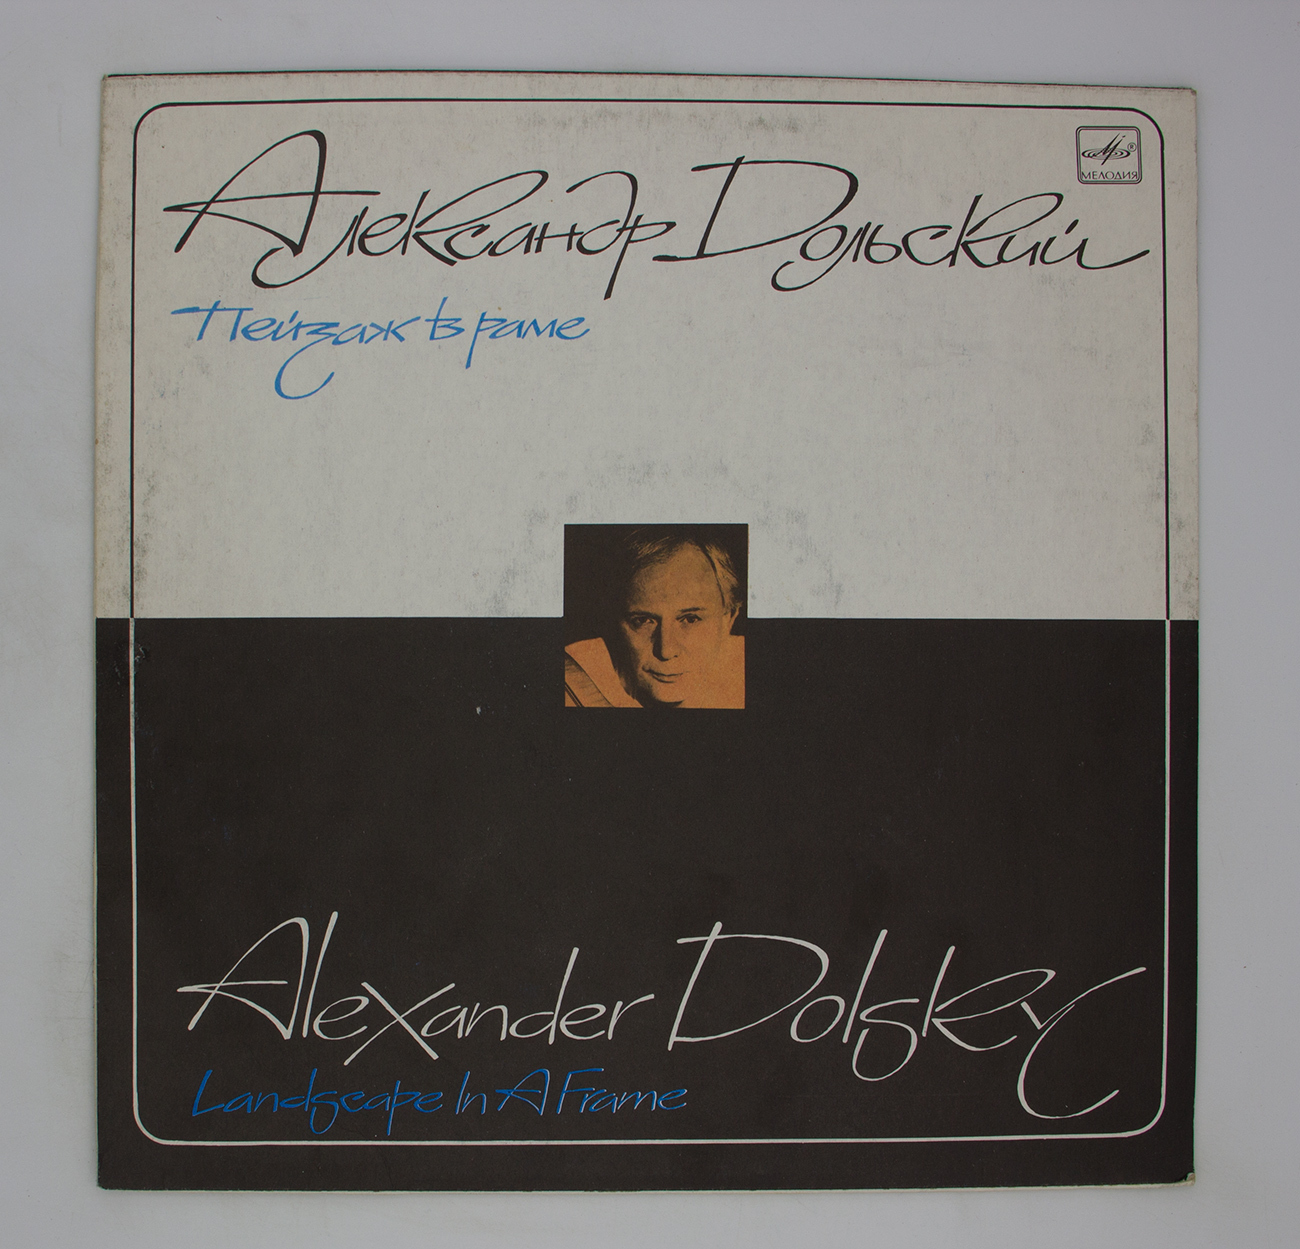 Александр Дольский
МЕЛОДИЯ
Пейзаж в раме
Alexander Dolsky
Landscape In A Frame